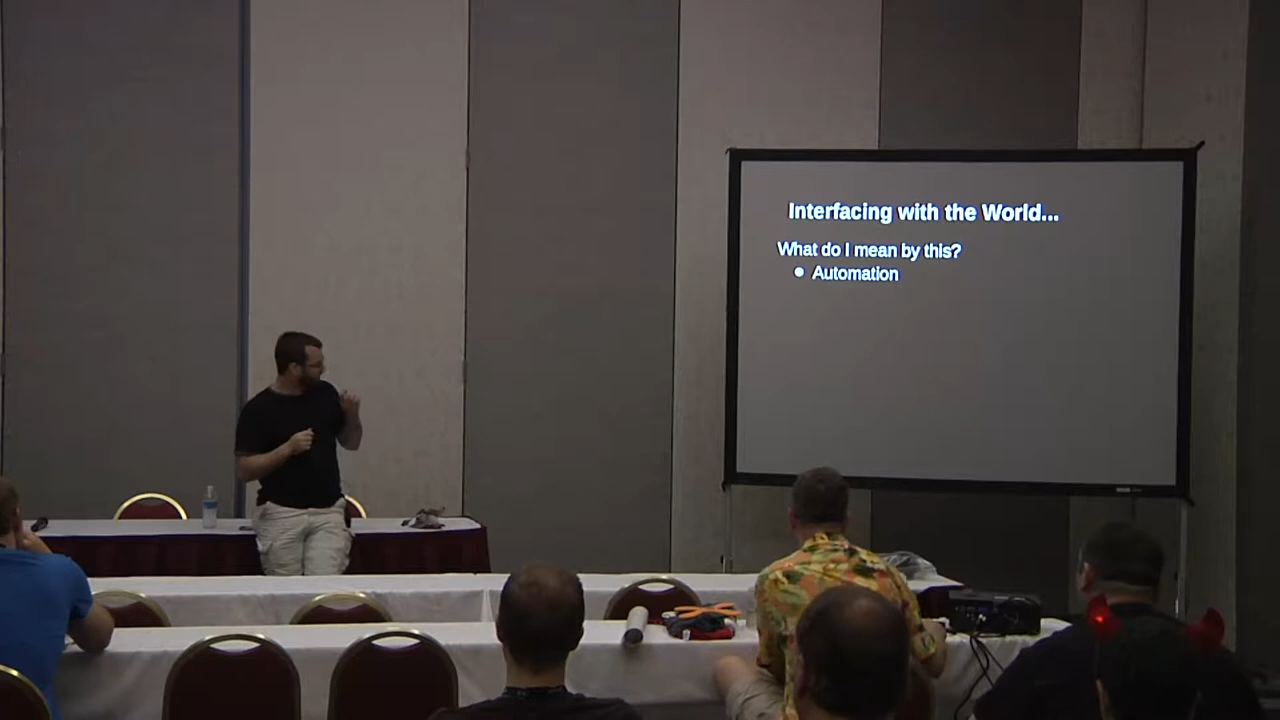 Interfacing with the World...
What do I mean by this?
● Automation